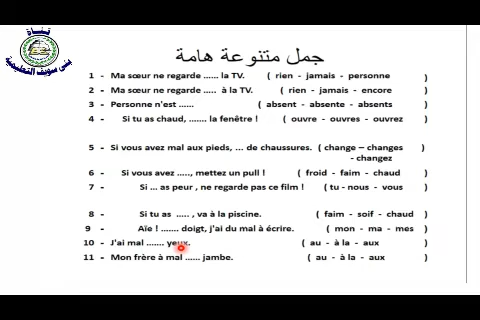 قناة
بنى سويف التعليمية
جمل متنوعة هامة
1 - Ma sœur ne regarde ...... la TV. ( rien - jamais - personne )
2 - Ma sœur ne regarde ..... à la TV. ( rien - jamais - encore )
3 - Personne n'est ...... ( absent - absente - absents )
4 - Si tu as chaud, ....... la fenêtre ! ( ouvre - ouvres - ouvrez )
5 - Si vous avez mal aux pieds, ... de chaussures. ( change – changes - changez )
6 - Si vous avez ....., mettez un pull ! ( froid - faim - chaud )
7 - Si ... as peur , ne regarde pas ce film ! ( tu - nous - vous )
8 - Si tu as ..... , va à la piscine. ( faim - soif - chaud )
9 - Aïe ! ....... doigt, j'ai du mal à écrire. ( mon - ma - mes )
10 - J'ai mal ....... yeux. ( au - à la - aux )
11 - Mon frère à mal ...... jambe. ( au - à la - aux )